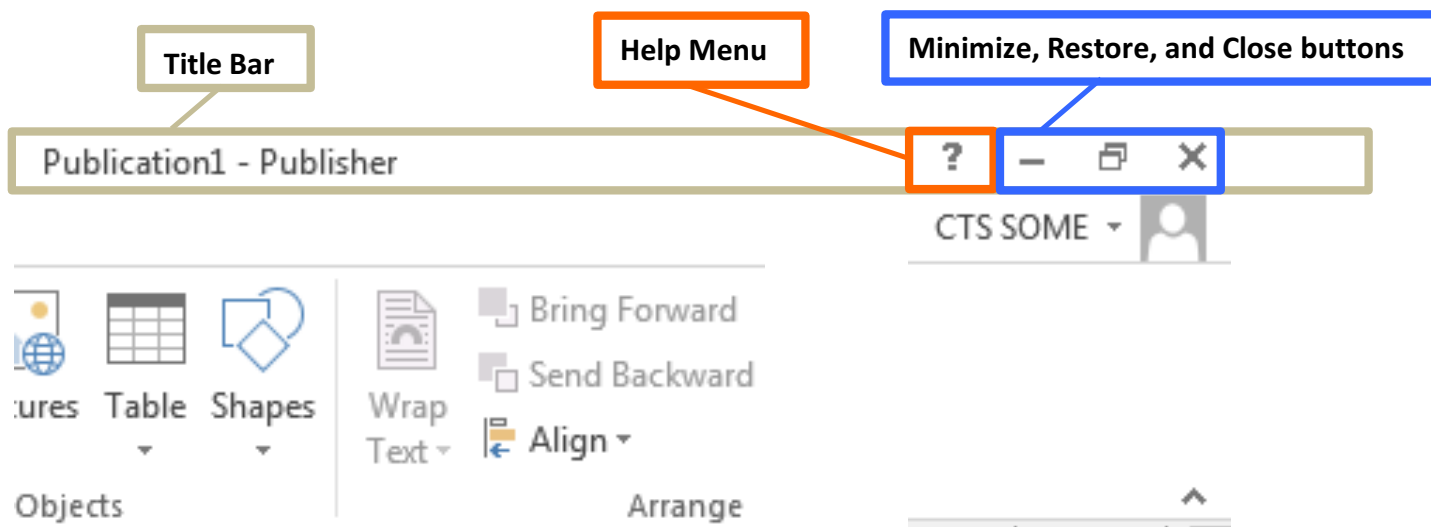 Title Bar
Help Menu
Minimize, Restore, and Close buttons
Publication1 - Publisher ?
CTS SOME
Bring Forward
Send Backward
tures Table Shapes Wrap
Text
Align
Objects Arrange